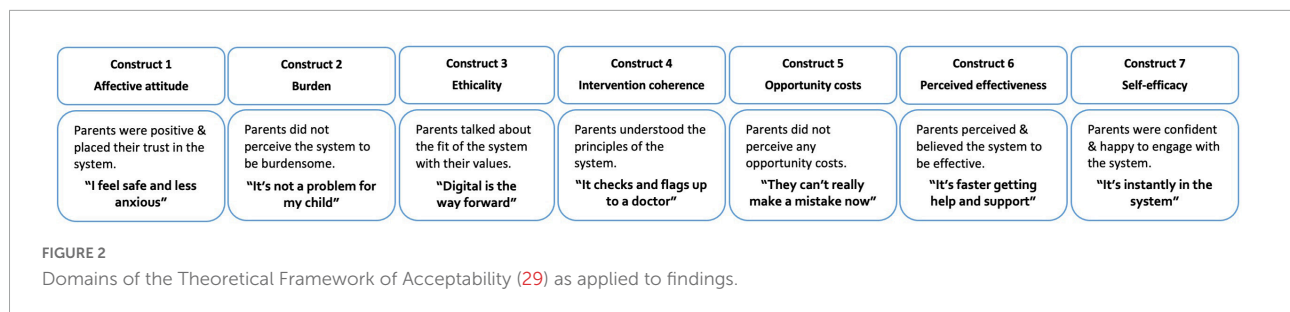 Construct 1
Affective attitude
Construct 2
Burden
Construct 3
Ethicality
Construct 4
Intervention coherence
Construct 5
Opportunity costs
Construct 6
Perceived effectiveness
Construct 7
Self-efficacy
Parents were positive &
placed their trust in the
system.
"I feel safe and less
anxious"
Parents did not
perceive the system to
be burdensome.
"It's not a problem for
my child"
Parents talked about
the fit of the system
with their values.
"Digital is the
way forward"
Parents understood the
principles of the
system.
"It checks and flags up
to a doctor"
Parents did not
perceive any
opportunity costs.
"They can't really
make a mistake now"
Parents perceived &
believed the system to
be effective.
"It's faster getting
help and support"
Parents were confident
& happy to engage with
the system.
"It's instantly in the
system"
FIGURE 2
Domains of the Theoretical Framework of Acceptability (29) as applied to findings.